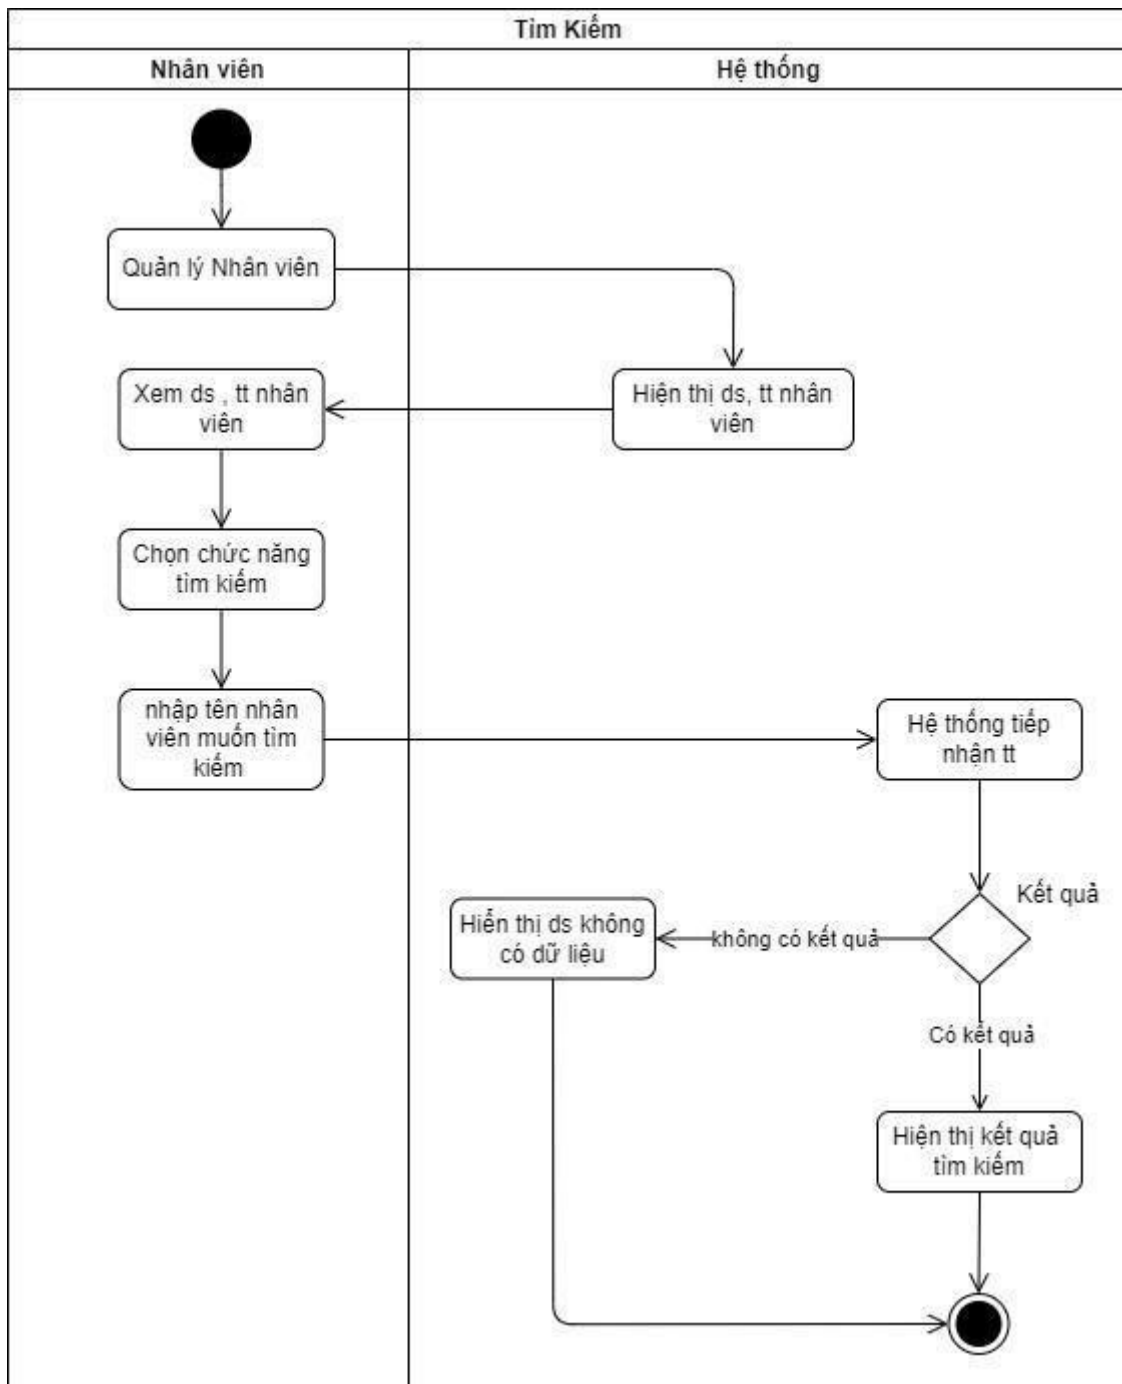 Tìm Kiếm
Nhân viên
Hệ thống
Quản lý Nhân viên
Xem ds , tt nhân
viên
Hiện thị ds, tt nhân
viên
Chọn chức năng
tìm kiếm
nhập tên nhân
viên muốn tìm
kiếm
Hệ thống tiếp
nhận tt
Kết quả
Hiển thị ds không
có dữ liệu
không có kết quả
Có kết quả
Hiện thị kết quả
tìm kiếm